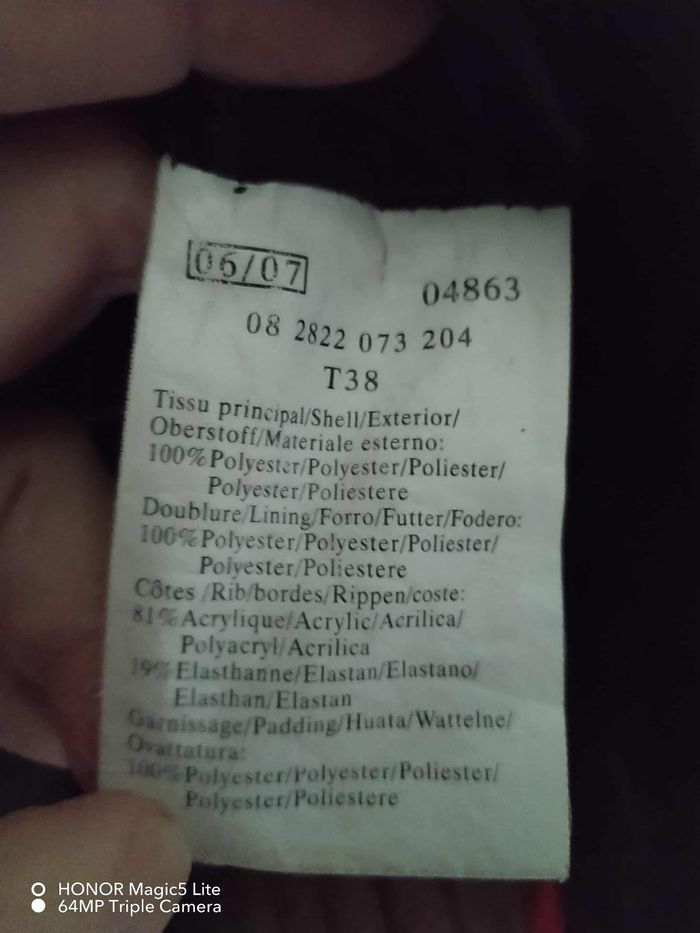 06/07
04863
08 2822 073 204
T38
Tissu principal/Shell/Exterior/
Oberstoff/Materiale esterno:
100%Polyester/Polyester/Poliester/
Polyester/Poliestere
Doublure/Lining/Forro/Futter/Fodero:
100%Polyester/Polyester/Poliester/
Polyester/Poliestere
Côtes /Rib/bordes/Rippen/coste:
81%Acrylique/Acrylic/Acrilica/
Polyacryl/Acrilica
19%Elasthanne/Elastan/Elastano/
Elasthan/Elastan
Garnissage/Padding/Huata/Wattelne/
Ovattatura:
100%Polyester/Polyester/Poliester/
Polyester/Poliestere
HONOR Magic5 Lite
64MP Triple Camera